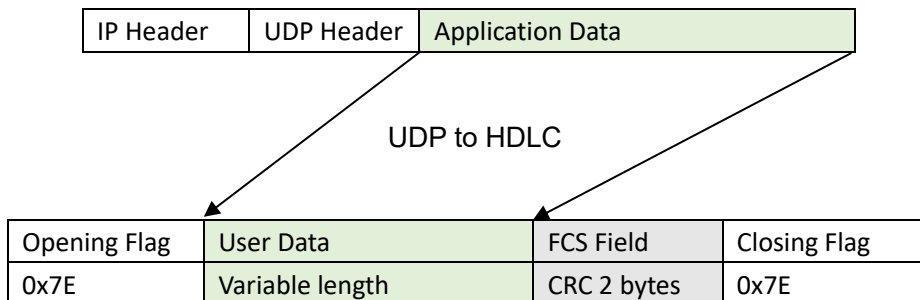 IP Header UDP Header Application Data
UDP to HDLC
Opening Flag User Data FCS Field Closing Flag
0x7E Variable length CRC 2 bytes 0x7E